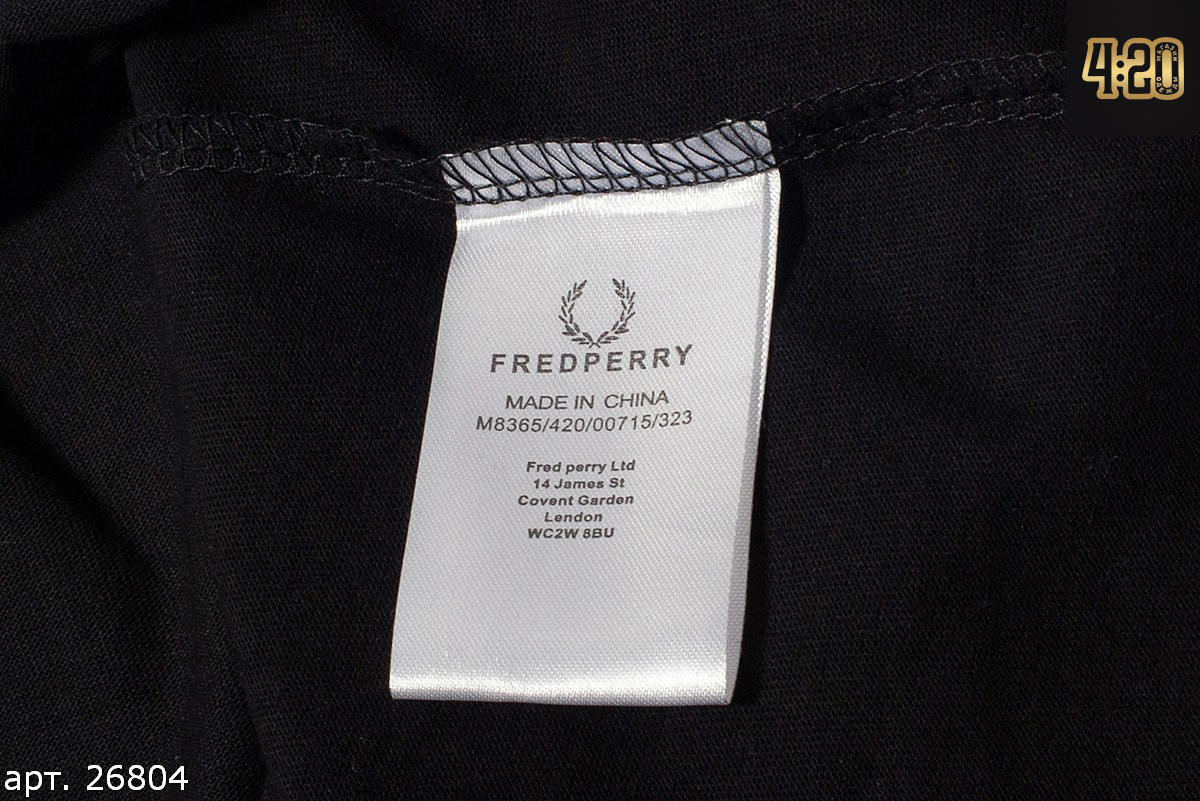 4:20
FREDPERRY
MADE IN CHINA
M8365/420/00715/323
Fred perry Ltd
14 James St
Covent Garden
Lendon
WC2W 8BU
арт. 26804